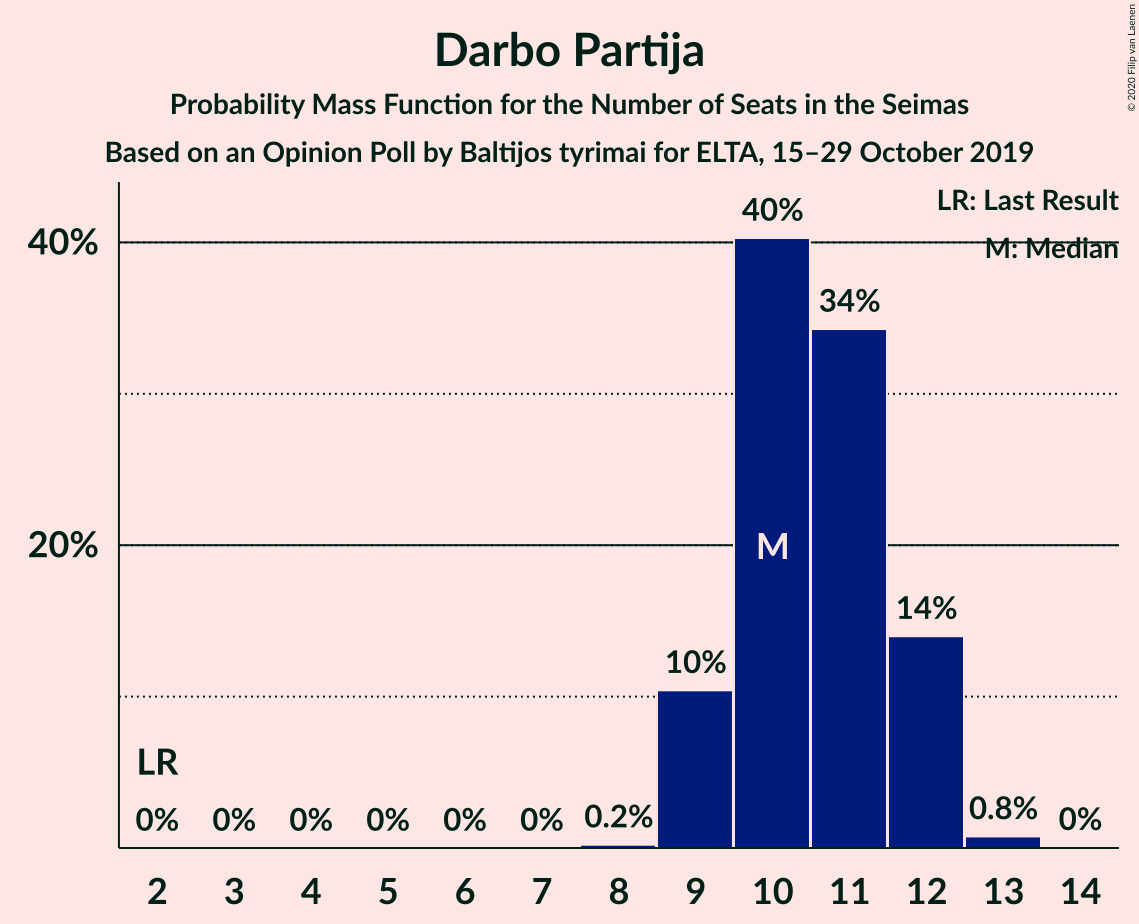 Darbo Partija
Probability Mass Function for the Number of Seats in the Seimas
Based on an Opinion Poll by Baltijos tyrimai for ELTA, 15–29 October 2019
© 2020 Filip van Laenen
LR: Last Result
M: Median
40%
20%
40%
34%
14%
10%
M
LR
0% 0% 0% 0% 0% 0% 0.2% 0.8% 0%
2 3 4 5 6 7 8 9 10 11 12 13 14